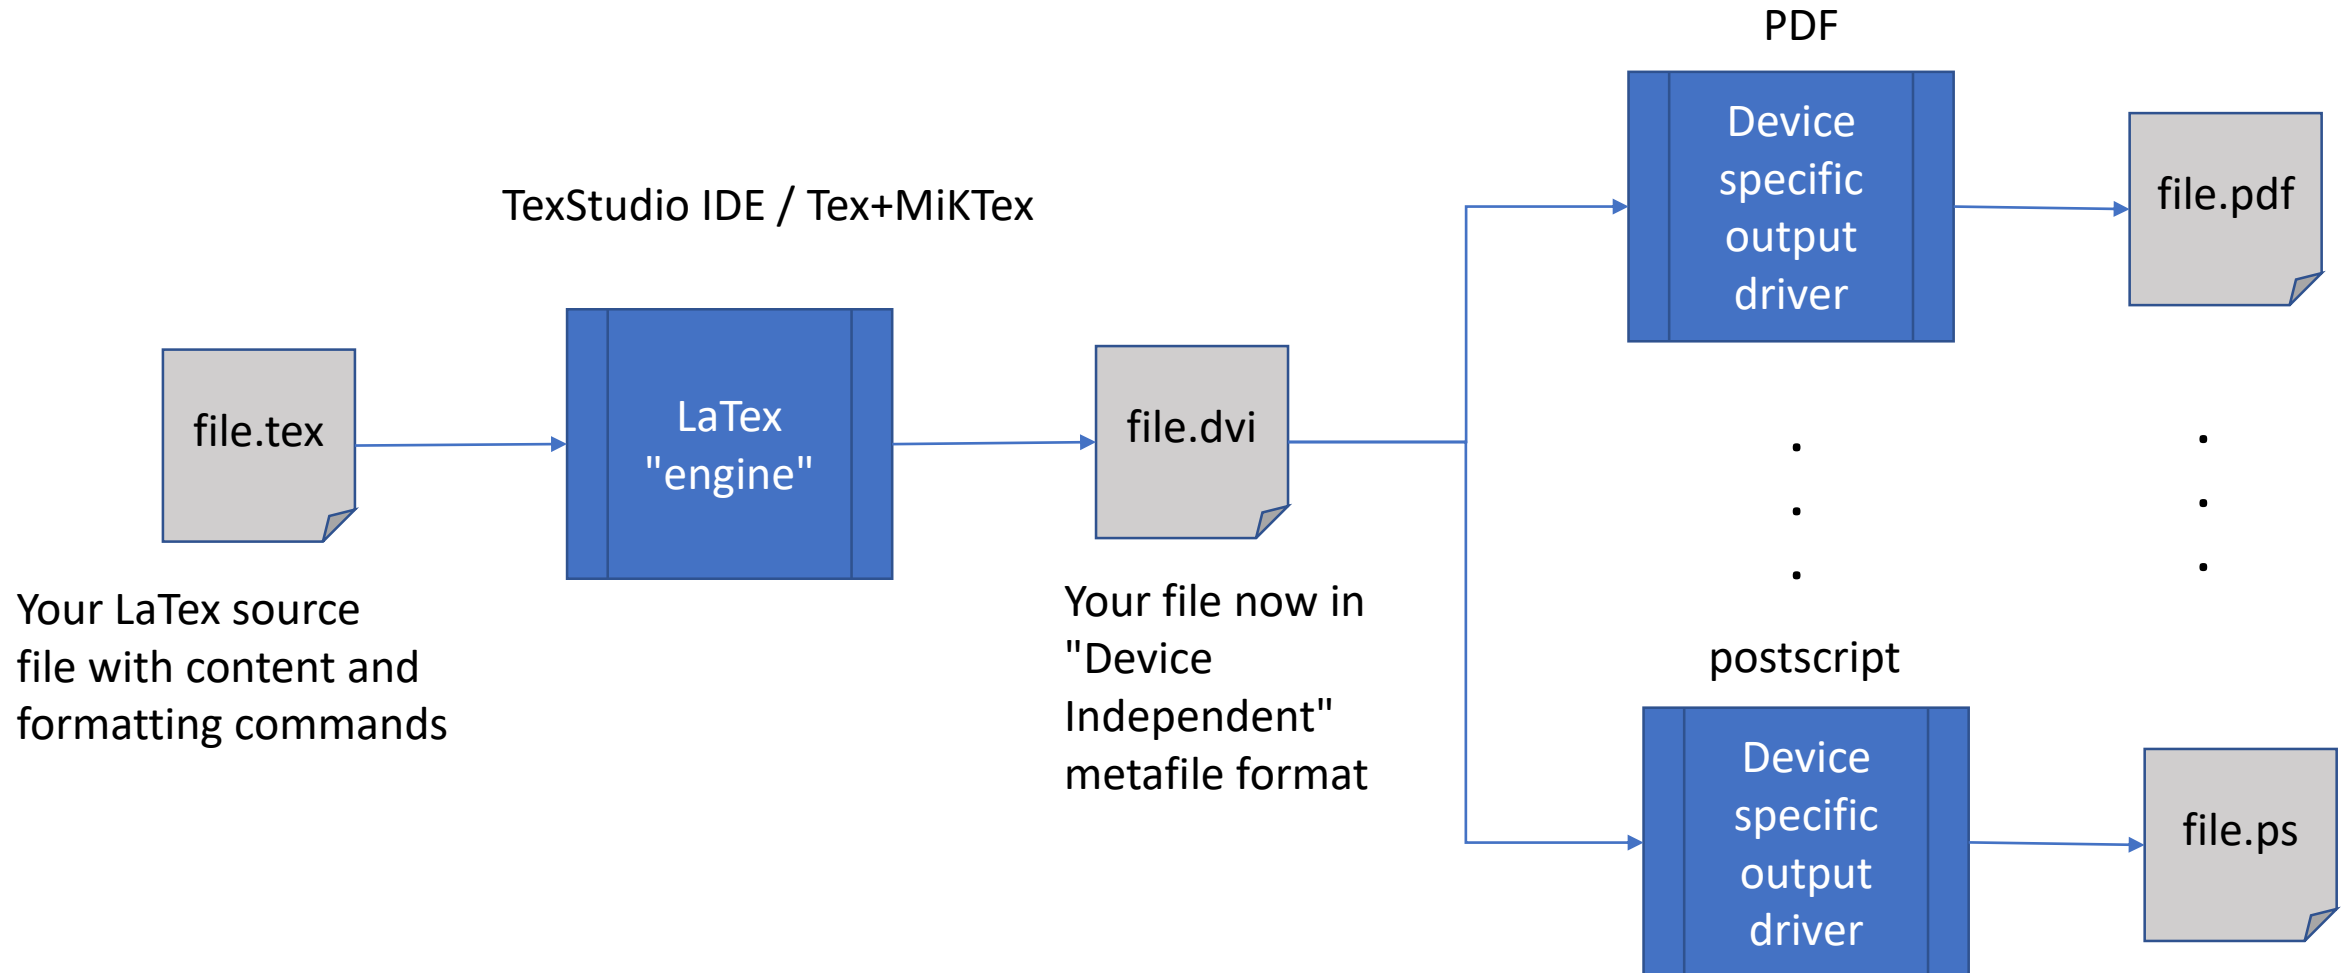 PDF
Device
specific
output
driver
file.pdf
TexStudio IDE / Tex+MiKTex
file.tex
LaTex
"engine"
file.dvi
Your LaTex source
file with content and
formatting commands
Your file now in
"Device
Independent"
metafile format
postscript
Device
specific
output
driver
file.ps